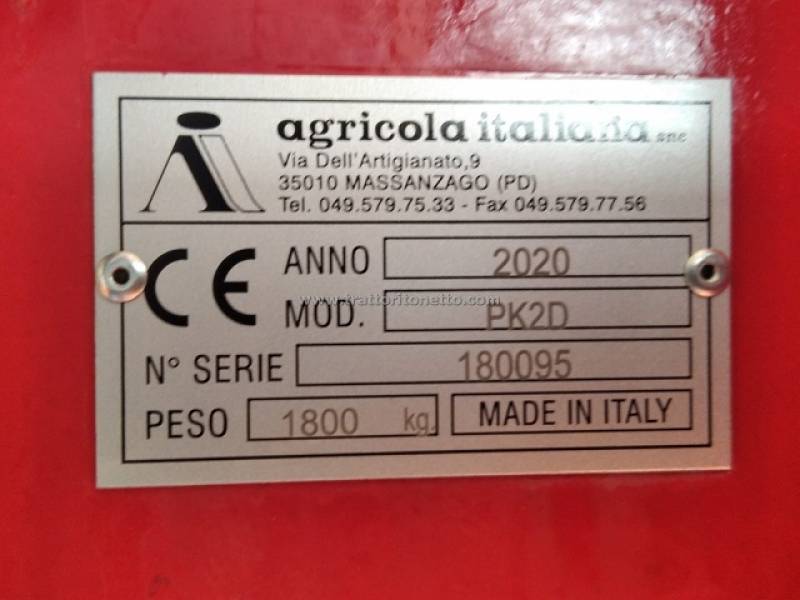 agricola italiana snc
Via Dell'Artigianato,9
35010 MASSANZAGO (PD)
Tel. 049.579.75.33 - Fax 049.579.77.56
CE
ANNO 2020
www.trattoritonetto.com
MOD. PK2D
N° SERIE 180095
PESO 1800 kg. MADE IN ITALY